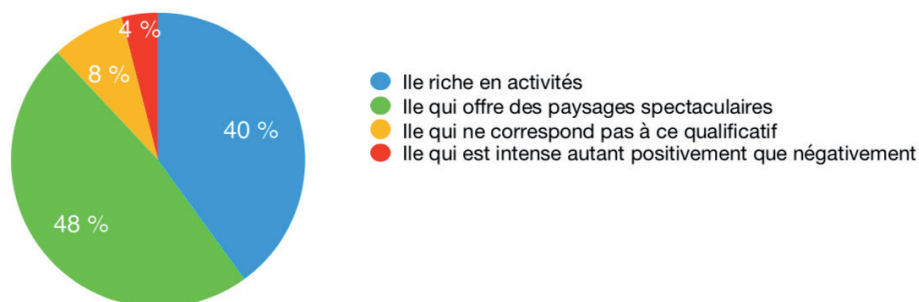 4 %
8 %
40 %
48 %
Ile riche en activités
Ile qui offre des paysages spectaculaires
Ile qui ne correspond pas à ce qualificatif
Ile qui est intense autant positivement que négativement